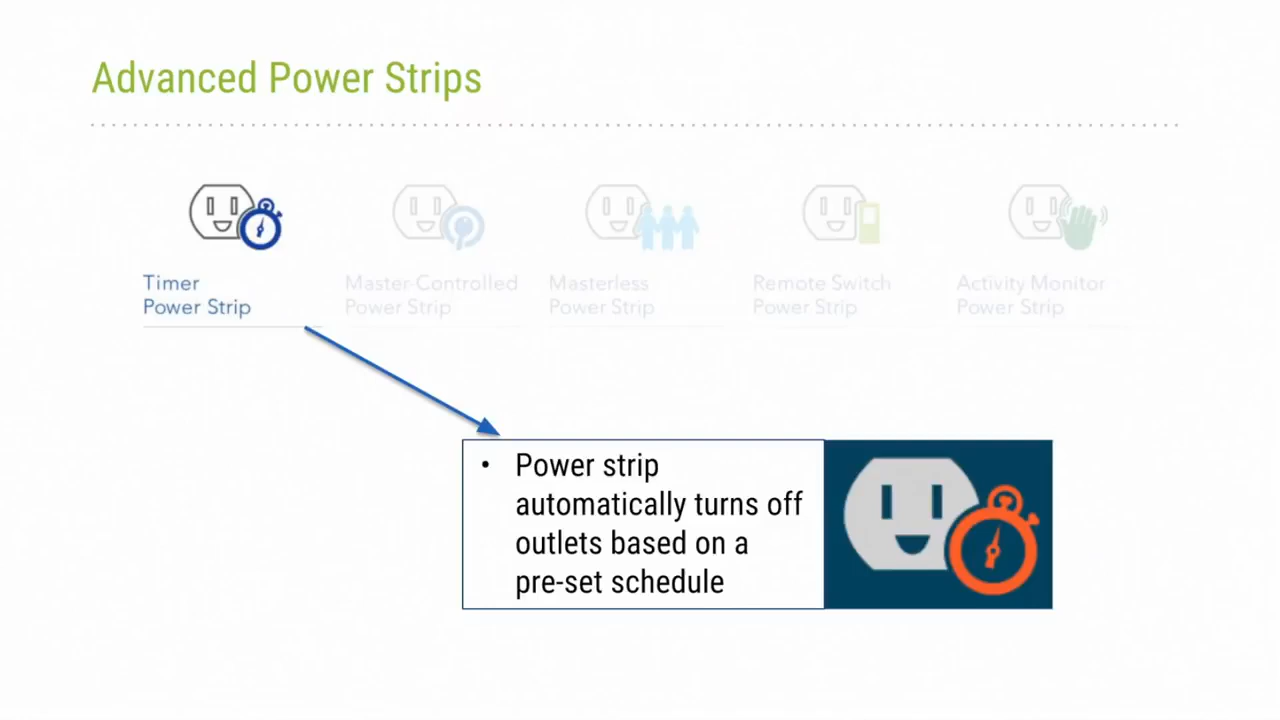 Advanced Power Strips
Timer
Power Strip
Master-Controlled
Power Strip
Masterless
Power Strip
Remote Switch
Power Strip
Activity Monitor
Power Strip
• Power strip
automatically turns off
outlets based on a
pre-set schedule